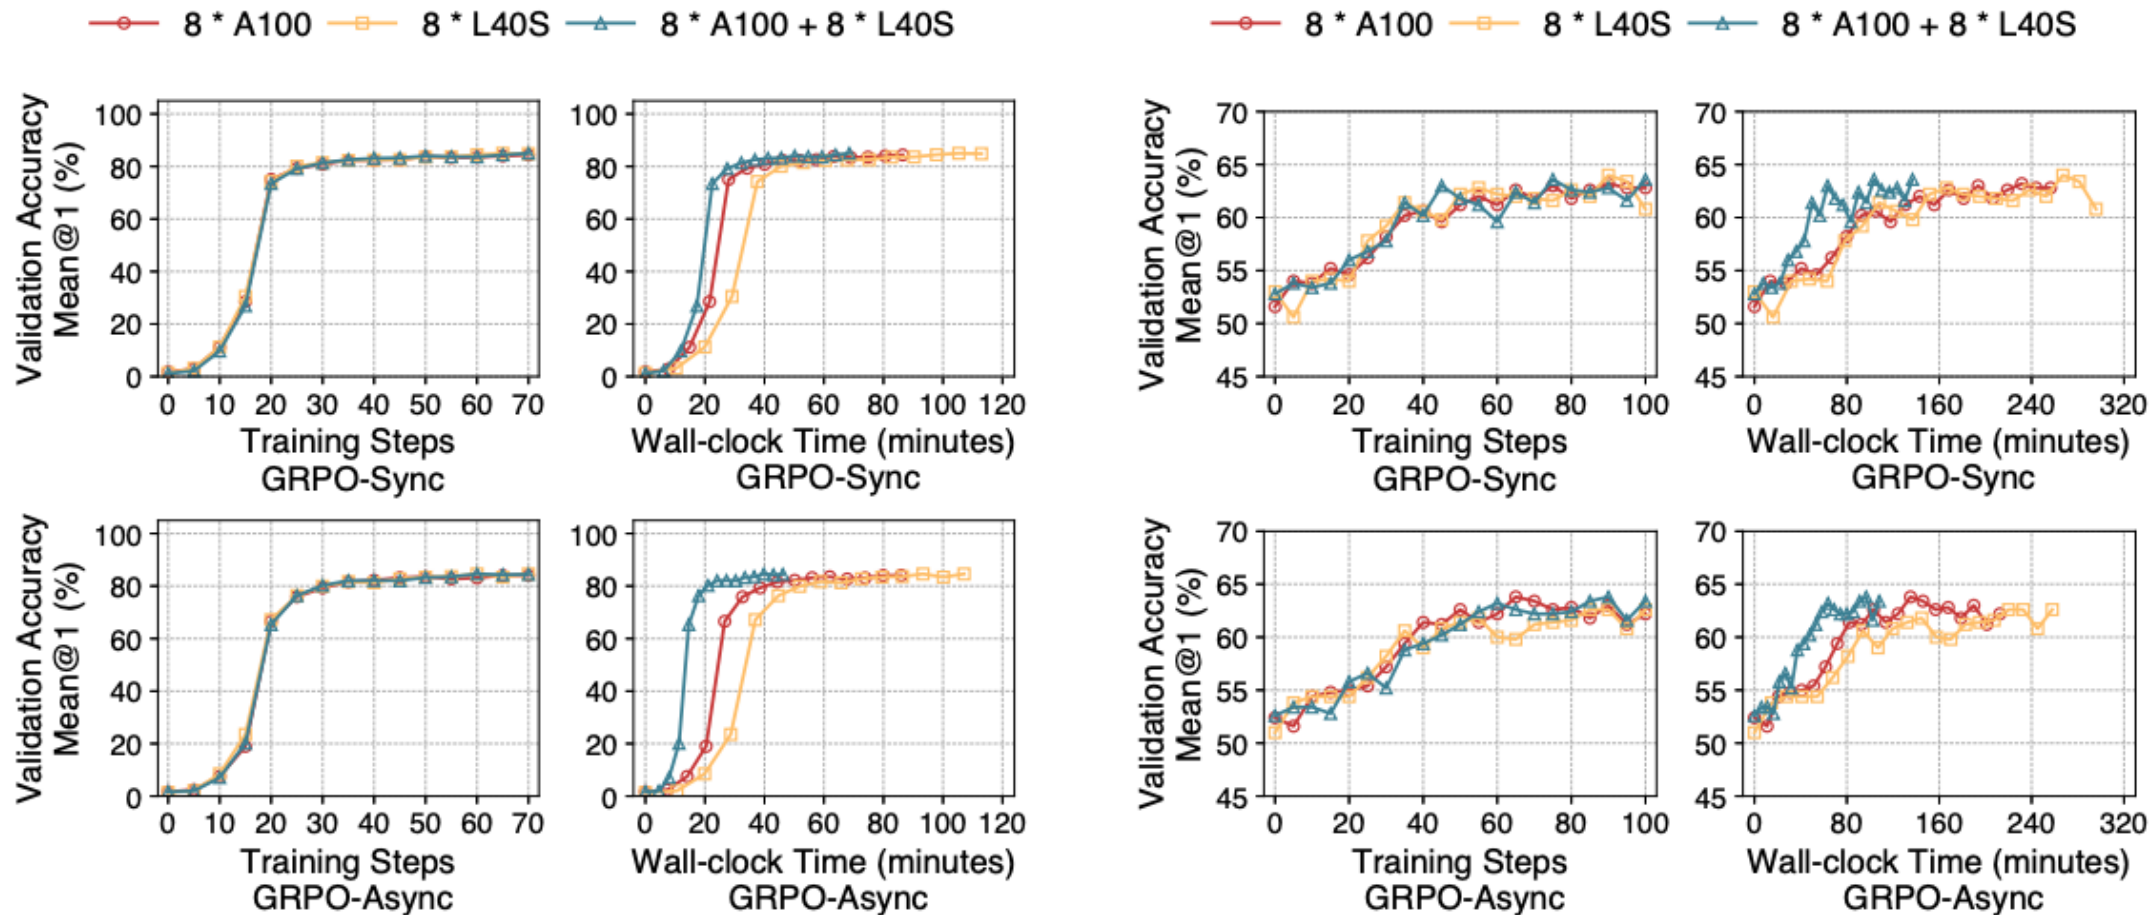 8 * A100 8 * L40S 8 * A100 + 8 * L40S
Validation Accuracy
Mean@1 (%)
100
80
60
40
20
0
0 10 20 30 40 50 60 70
Training Steps
GRPO-Sync
100
80
60
40
20
0
0 20 40 60 80 100 120
Wall-clock Time (minutes)
GRPO-Sync
Validation Accuracy
Mean@1 (%)
100
80
60
40
20
0
0 10 20 30 40 50 60 70
Training Steps
GRPO-Async
100
80
60
40
20
0
0 20 40 60 80 100 120
Wall-clock Time (minutes)
GRPO-Async
8 * A100 8 * L40S 8 * A100 + 8 * L40S
Validation Accuracy
Mean@1 (%)
70
65
60
55
50
45
0 20 40 60 80 100
Training Steps
GRPO-Sync
70
65
60
55
50
45
0 80 160 240 320
Wall-clock Time (minutes)
GRPO-Sync
Validation Accuracy
Mean@1 (%)
70
65
60
55
50
45
0 20 40 60 80 100
Training Steps
GRPO-Async
70
65
60
55
50
45
0 80 160 240 320
Wall-clock Time (minutes)
GRPO-Async